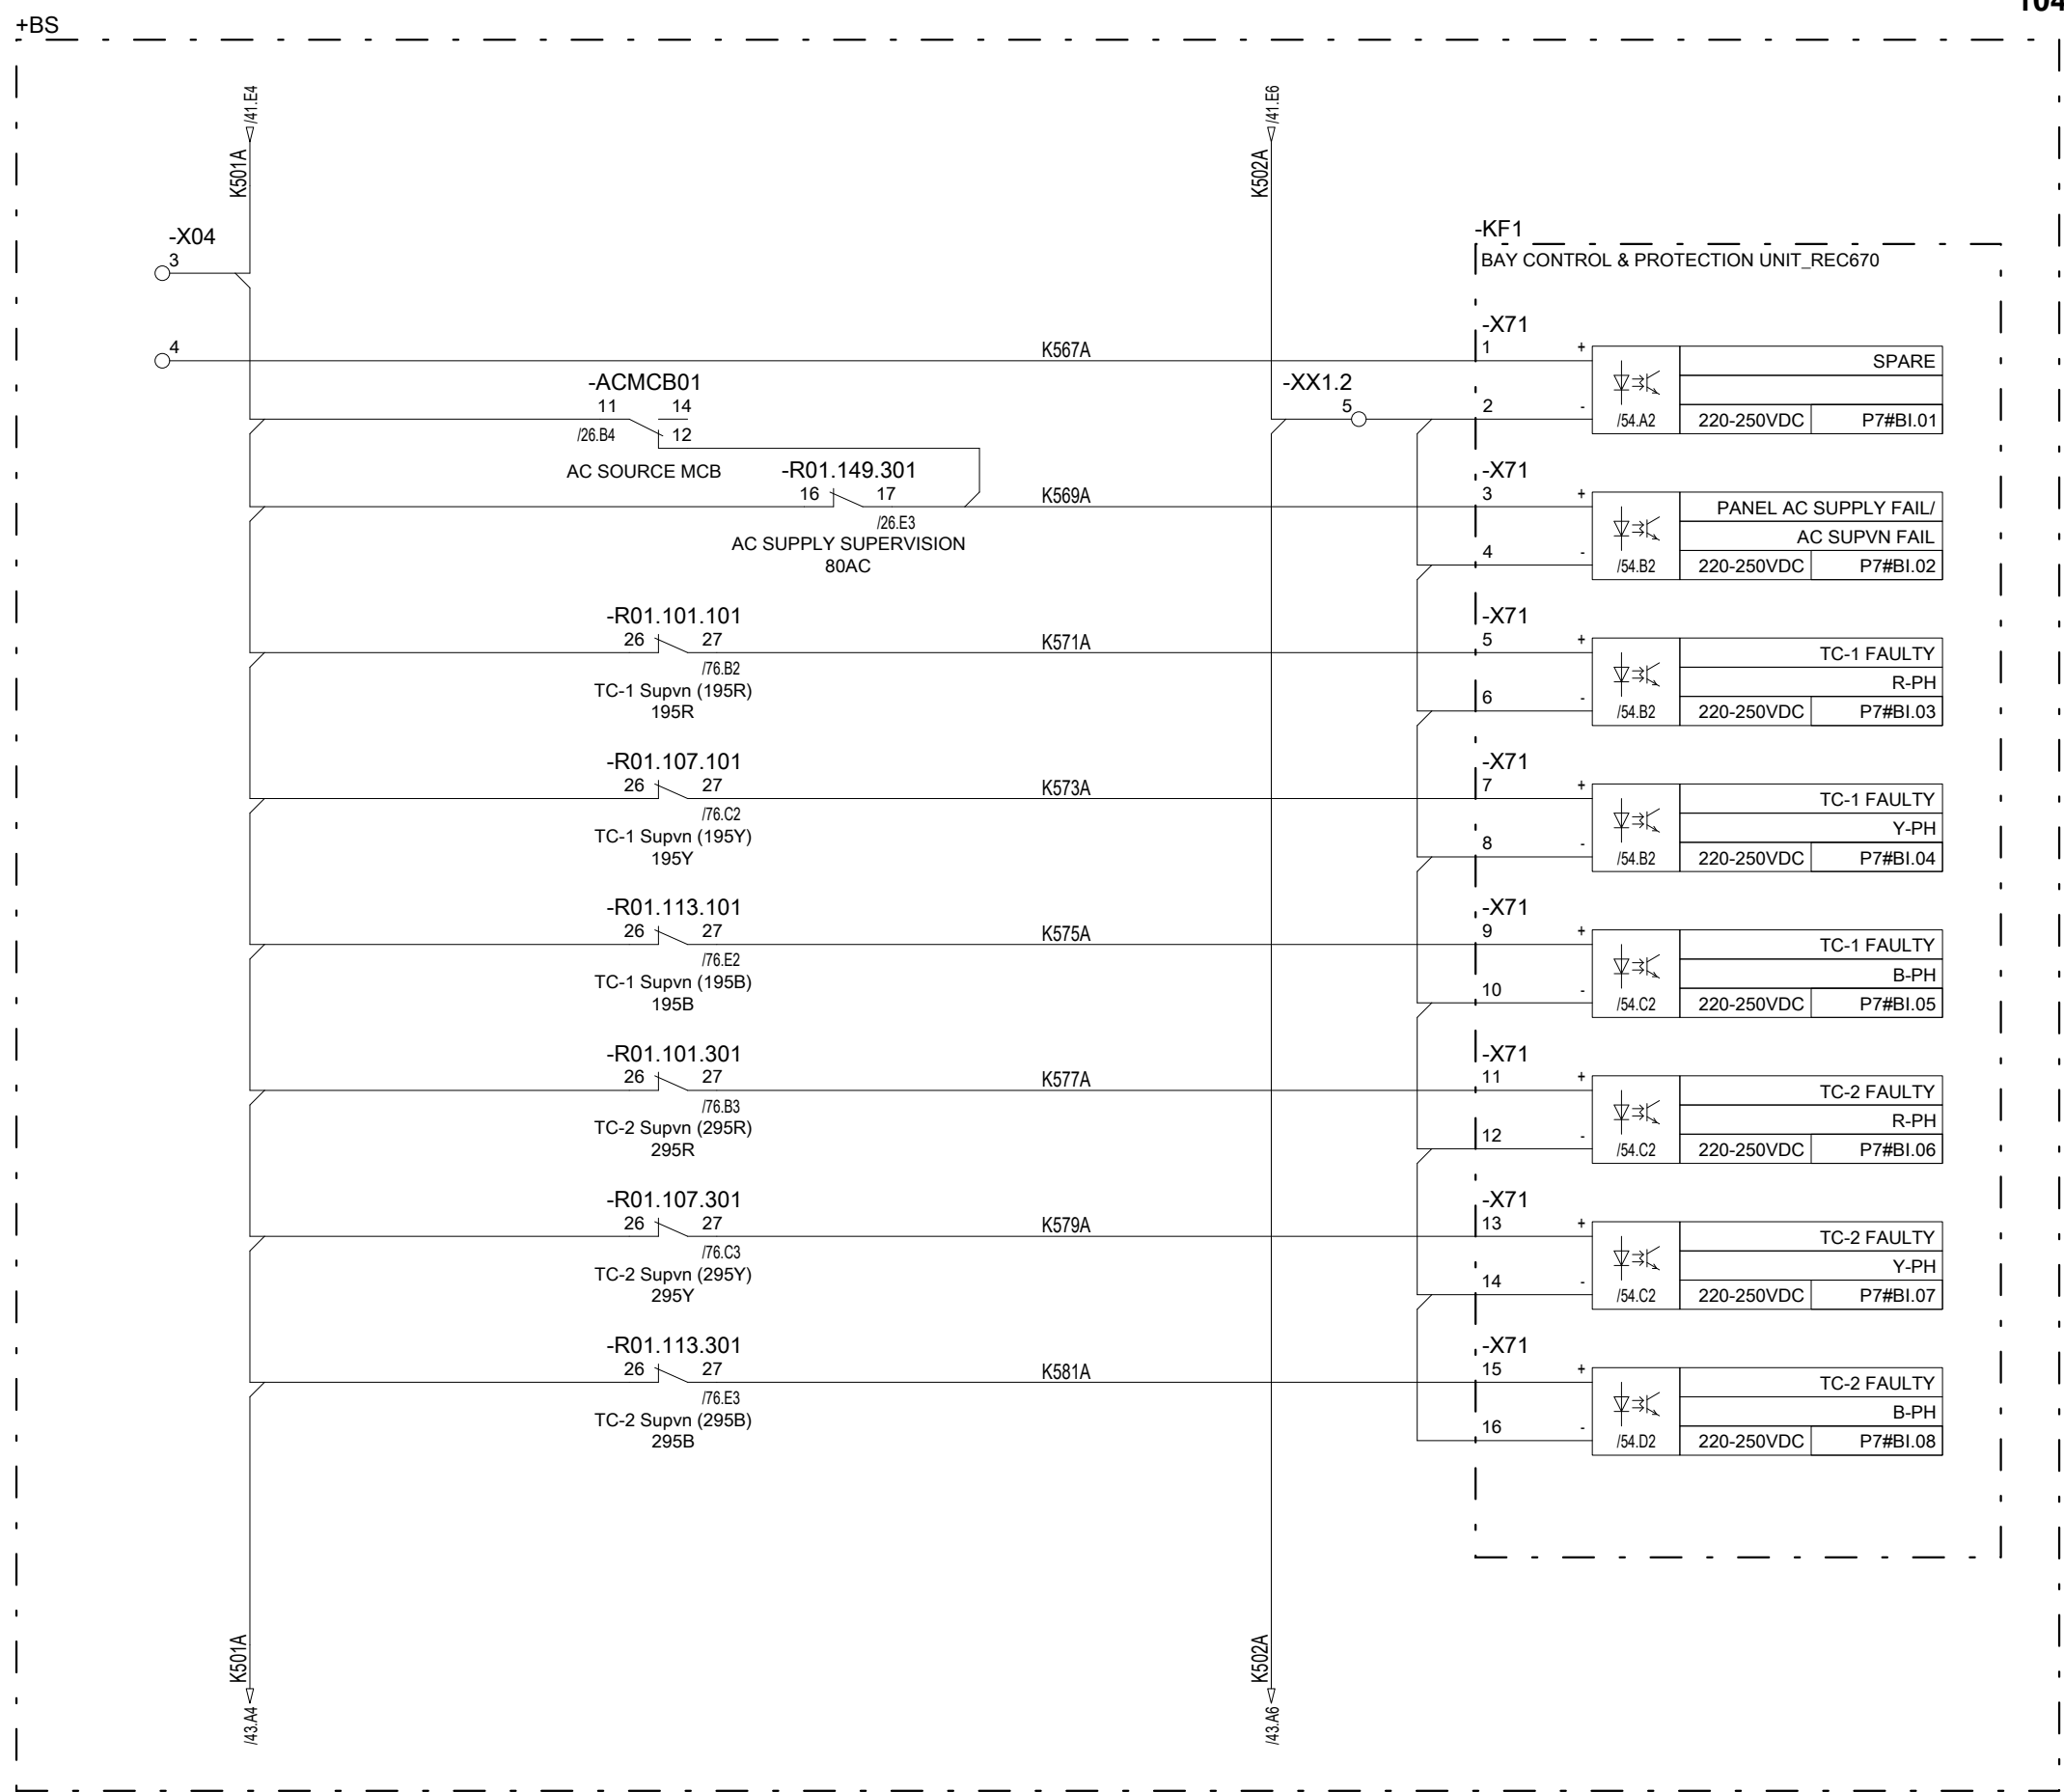 104
+BS
/41.E4
/41.E6
K501A
K502A
-X04
3
-KF1
BAY CONTROL & PROTECTION UNIT_REC670
4
K567A
-X71
1
+
SPARE
-ACMCB01
11
14
/26.B4
12
AC SOURCE MCB
-XX1.2
5
2
-
/54.A2
220-250VDC
P7#BI.01
-R01.149.301
16
17
/26.E3
AC SUPPLY SUPERVISION
80AC
K569A
-X71
3
+
PANEL AC SUPPLY FAIL/
AC SUPVN FAIL
4
-
/54.B2
220-250VDC
P7#BI.02
-R01.101.101
26
27
/76.B2
TC-1 Supvn (195R)
195R
K571A
-X71
5
+
TC-1 FAULTY
R-PH
6
-
/54.B2
220-250VDC
P7#BI.03
-R01.107.101
26
27
/76.C2
TC-1 Supvn (195Y)
195Y
K573A
-X71
7
+
TC-1 FAULTY
Y-PH
8
-
/54.B2
220-250VDC
P7#BI.04
-R01.113.101
26
27
/76.E2
TC-1 Supvn (195B)
195B
K575A
-X71
9
+
TC-1 FAULTY
B-PH
10
-
/54.C2
220-250VDC
P7#BI.05
-R01.101.301
26
27
/76.B3
TC-2 Supvn (295R)
295R
K577A
-X71
11
+
TC-2 FAULTY
R-PH
12
-
/54.C2
220-250VDC
P7#BI.06
-R01.107.301
26
27
/76.C3
TC-2 Supvn (295Y)
295Y
K579A
-X71
13
+
TC-2 FAULTY
Y-PH
14
-
/54.C2
220-250VDC
P7#BI.07
-R01.113.301
26
27
/76.E3
TC-2 Supvn (295B)
295B
K581A
-X71
15
+
TC-2 FAULTY
B-PH
16
-
/54.D2
220-250VDC
P7#BI.08
K501A
K502A
/43.A4
/43.A6